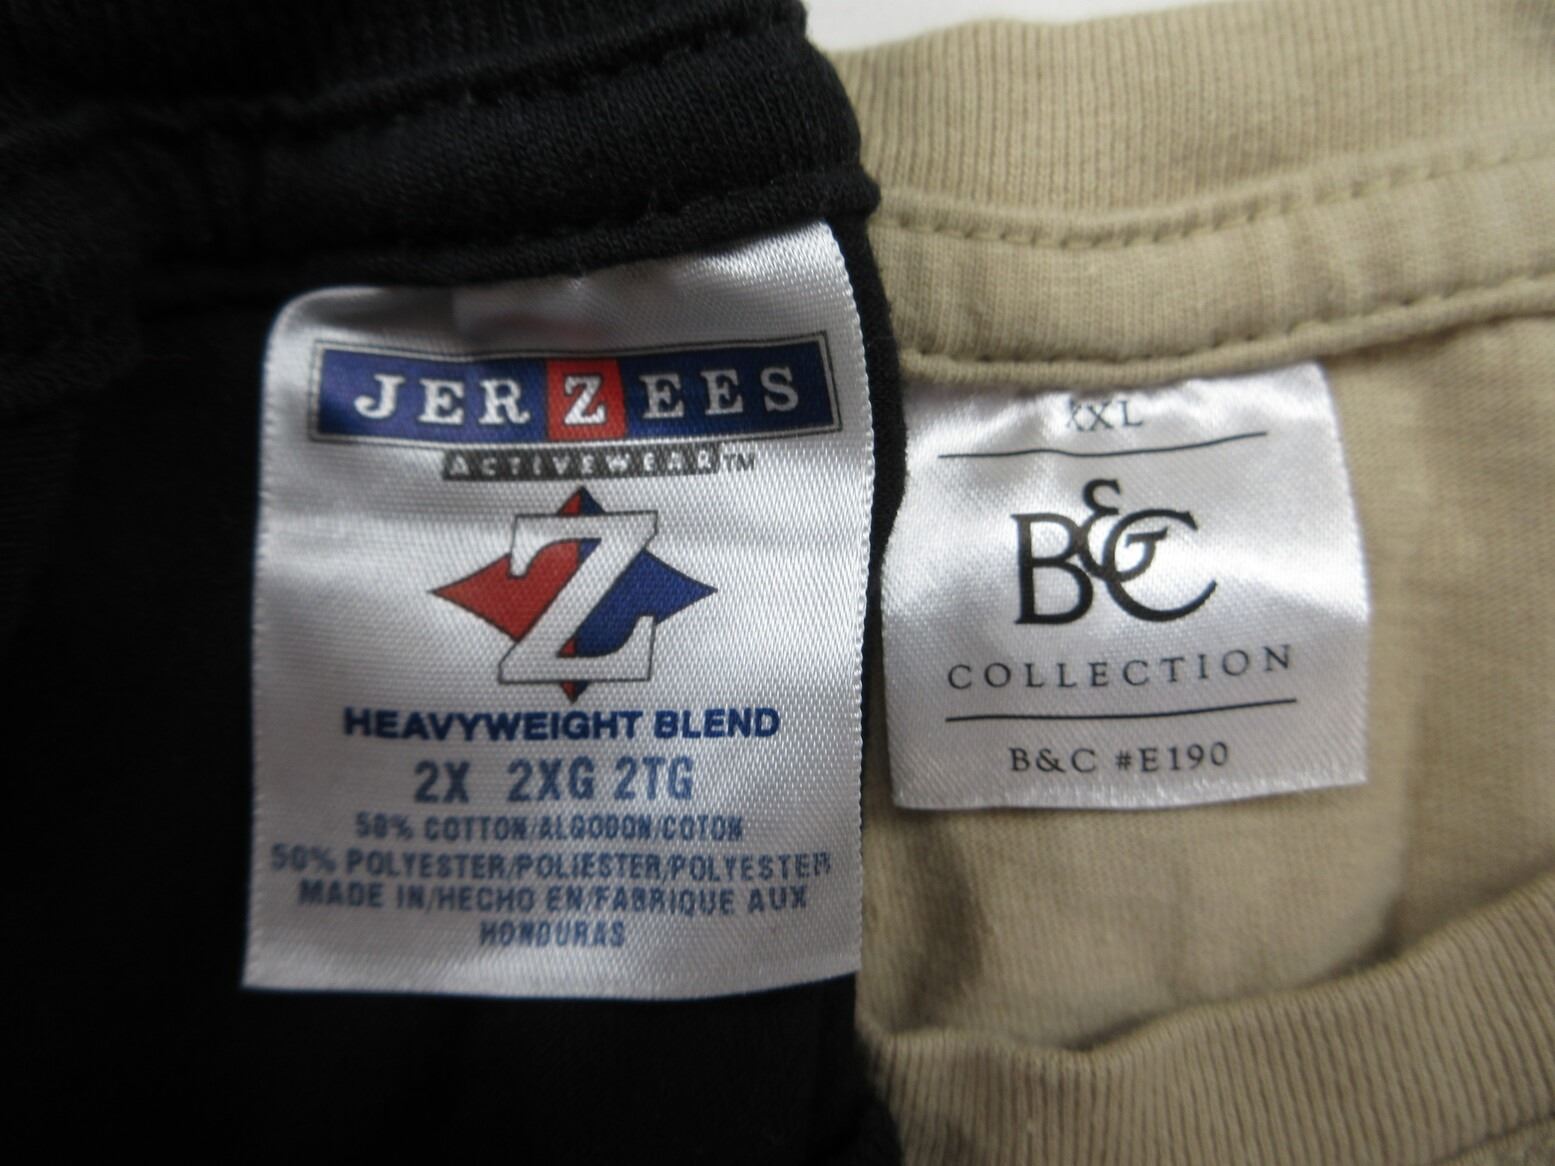 JERZEES
ACTIVEWEAR™
Z
HEAVYWEIGHT BLEND
2X 2XG 2TG
50% COTTON/ALGODON/COTON
50% POLYESTER/POLIESTER/POLYESTER
MADE IN/HECHO EN/FABRIQUE AUX
HONDURAS
XXL
B&C
COLLECTION
B&C #E190